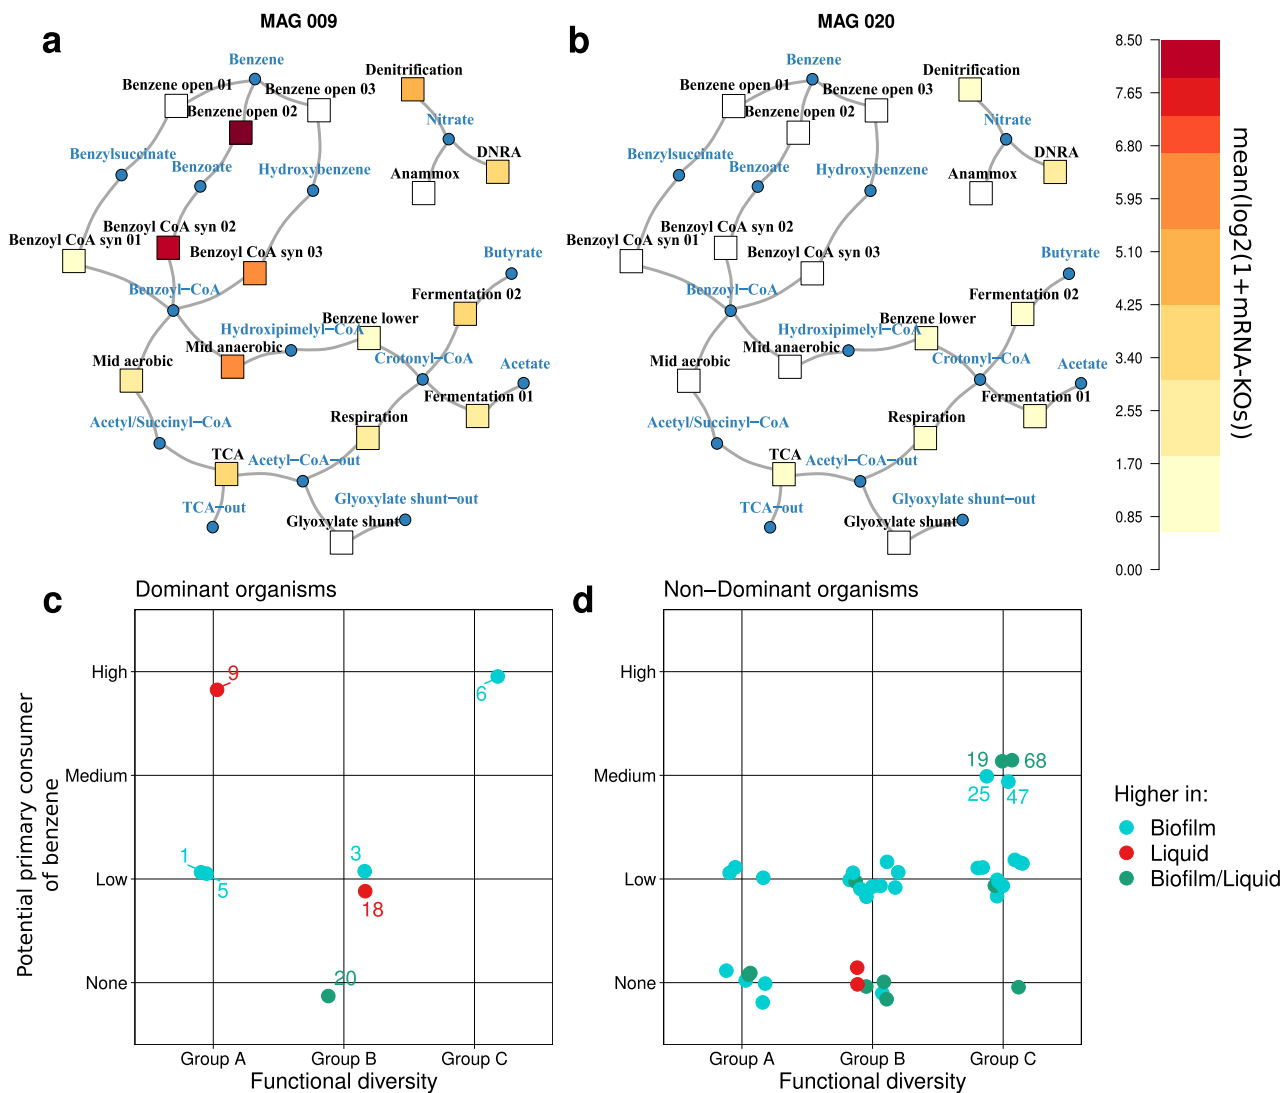 a
MAG 009
Benzene
Benzene open 01
Benzene open 03
Benzene open 02
Denitrification
Nitrate
DNRA
Anammox
Benzylsuccinate
Benzoate
Hydroxybenzene
Benzoyl CoA syn 02
Benzoyl CoA syn 01
Benzoyl CoA syn 03
Butyrate
Benzoyl−CoA
Fermentation 02
Benzene lower
Hydroxipimelyl−CoA
Mid anaerobic
Mid aerobic
Crotonyl−CoA
Acetate
Fermentation 01
Acetyl/Succinyl−CoA
Respiration
TCA
Acetyl−CoA−out
TCA−out
Glyoxylate shunt−out
Glyoxylate shunt
b
MAG 020
Benzene
Benzene open 01
Benzene open 03
Benzene open 02
Denitrification
Nitrate
DNRA
Anammox
Benzylsuccinate
Benzoate
Hydroxybenzene
Benzoyl CoA syn 02
Benzoyl CoA syn 01
Benzoyl CoA syn 03
Butyrate
Benzoyl−CoA
Fermentation 02
Benzene lower
Hydroxipimelyl−CoA
Mid anaerobic
Mid aerobic
Crotonyl−CoA
Acetate
Fermentation 01
Acetyl/Succinyl−CoA
Respiration
TCA
Acetyl−CoA−out
TCA−out
Glyoxylate shunt−out
Glyoxylate shunt
8.50
7.65
6.80
5.95
5.10
4.25
3.40
2.55
1.70
0.85
0.00
mean(log2(1+mRNA-KOs))
c
Dominant organisms
Potential primary consumer
of benzene
High
Medium
Low
None
9
6
1
5
3
18
20
Group A
Group B
Group C
Functional diversity
d
Non−Dominant organisms
High
Medium
Low
None
19
68
25
47
Group A
Group B
Group C
Functional diversity
Higher in:
Biofilm
Liquid
Biofilm/Liquid